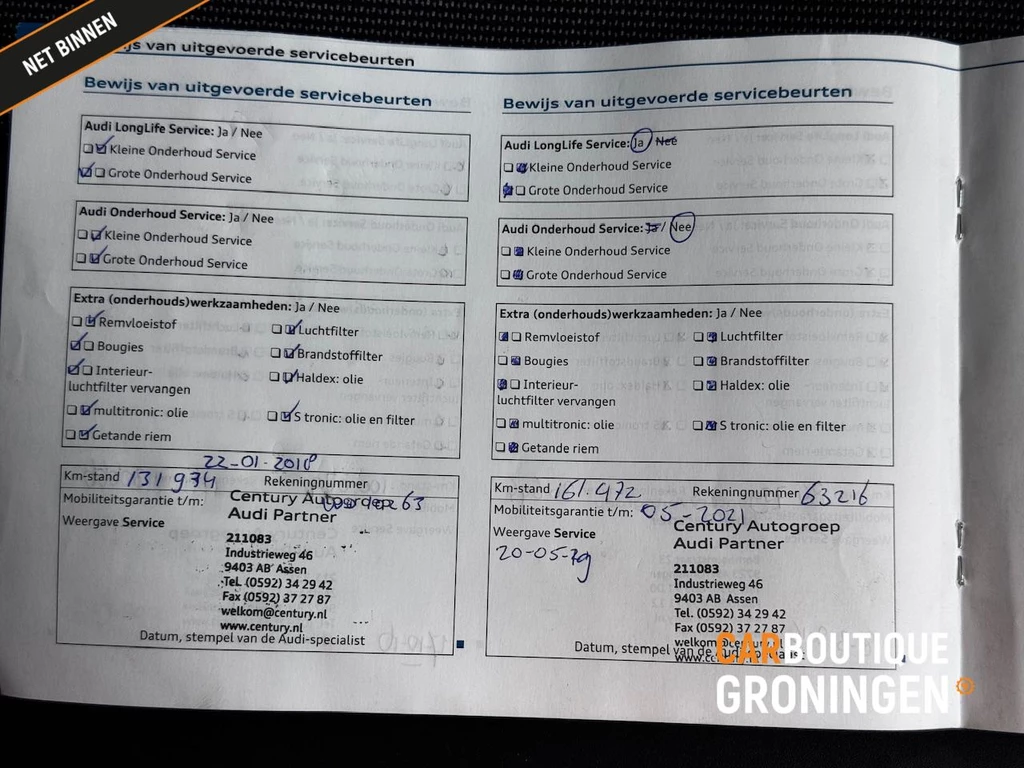 NET BINNEN
van uitgevoerde servicebeurten
Bewijs van uitgevoerde servicebeurten
Audi LongLife Service: Ja / Nee
Kleine Onderhoud Service
Grote Onderhoud Service
Audi Onderhoud Service: Ja / Nee
Kleine Onderhoud Service
Grote Onderhoud Service
Extra (onderhouds)werkzaamheden: Ja / Nee
Remvloeistof Luchtfilter
Bougies Brandstoffilter
Interieur- Haldex: olie
luchtfilter vervangen
multitronic: olie S tronic: olie en filter
Getande riem
22-01-2018
Km-stand 131934 Rekeningnummer
Mobiliteitsgarantie t/m: Century Autogroep 63
Audi Partner
Weergave Service
211083
Industrieweg 46
9403 AB Assen
Tel. (0592) 34 29 42
Fax (0592) 37 27 87
welkom@century.nl
www.century.nl
Datum, stempel van de Audi-specialist
Bewijs van uitgevoerde servicebeurten
Audi LongLife Service: Ja / Nee
Kleine Onderhoud Service
Grote Onderhoud Service
Audi Onderhoud Service: Ja / Nee
Kleine Onderhoud Service
Grote Onderhoud Service
Extra (onderhouds)werkzaamheden: Ja / Nee
Remvloeistof Luchtfilter
Bougies Brandstoffilter
Interieur- Haldex: olie
luchtfilter vervangen
multitronic: olie S tronic: olie en filter
Getande riem
Km-stand 161.472 Rekeningnummer 63216
Mobiliteitsgarantie t/m: 05-2021
Century Autogroep
Weergave Service Audi Partner
20-05-19
211083
Industrieweg 46
9403 AB Assen
Tel. (0592) 34 29 42
Fax (0592) 37 27 87
Datum, stempel van de
CARBOUTIQUE
GRONINGEN